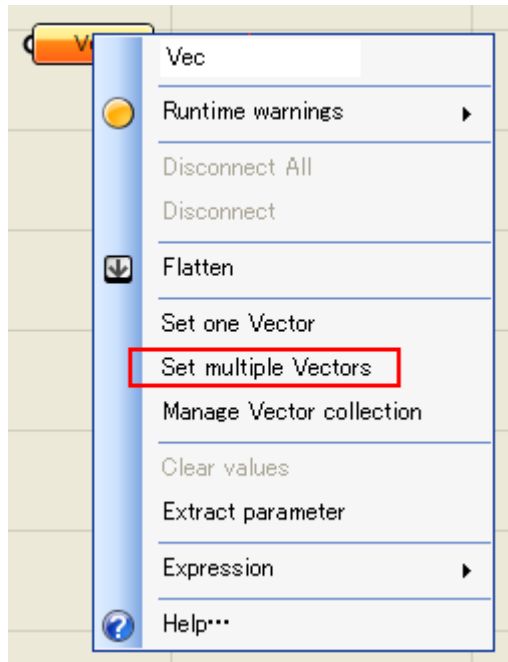 Vec
Runtime warnings
Disconnect All
Disconnect
Flatten
Set one Vector
Set multiple Vectors
Manage Vector collection
Clear values
Extract parameter
Expression
Help…